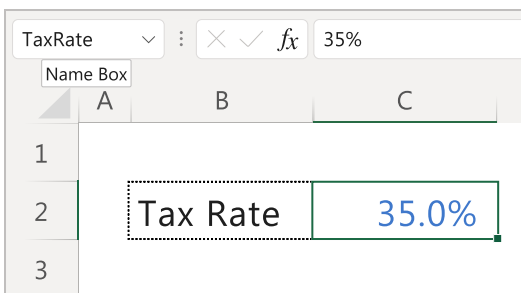 TaxRate fx 35%
Name Box
A B C
1
2 Tax Rate 35.0%
3